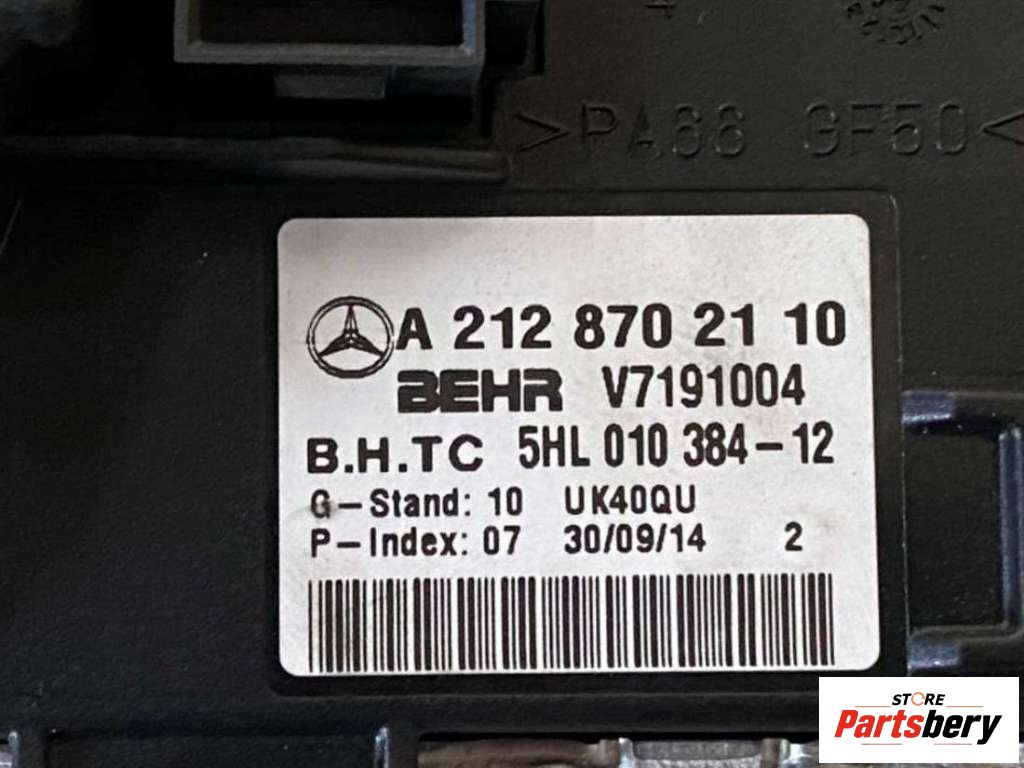 4
>PA66 GF50<
A 212 870 21 10
BEHR V7191004
B.H.TC 5HL 010 384-12
G-Stand: 10 UK40QU
P-Index: 07 30/09/14 2
STORE
Partsbery